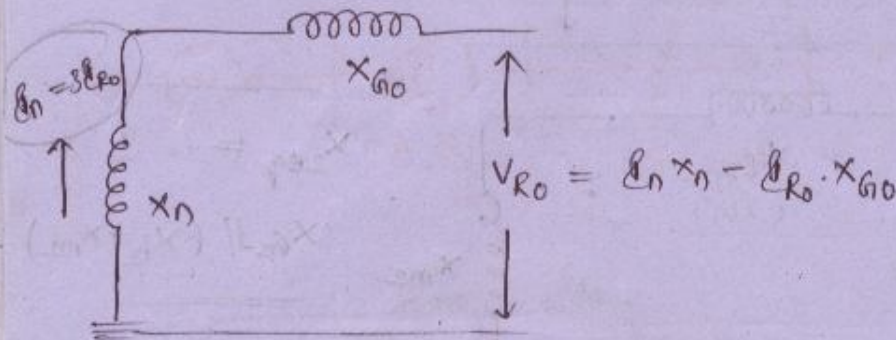 X_G0
I_n = 3I_R0
X_n
V_R0 = I_n X_n - I_R0 . X_G0